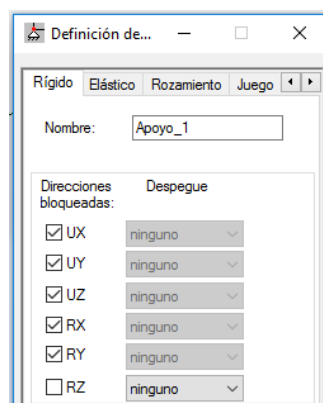 Definición de...
Rígido Elástico Rozamiento Juego
Nombre: Apoyo_1
Direcciones bloqueadas: Despegue
UX ninguno
UY ninguno
UZ ninguno
RX ninguno
RY ninguno
RZ ninguno